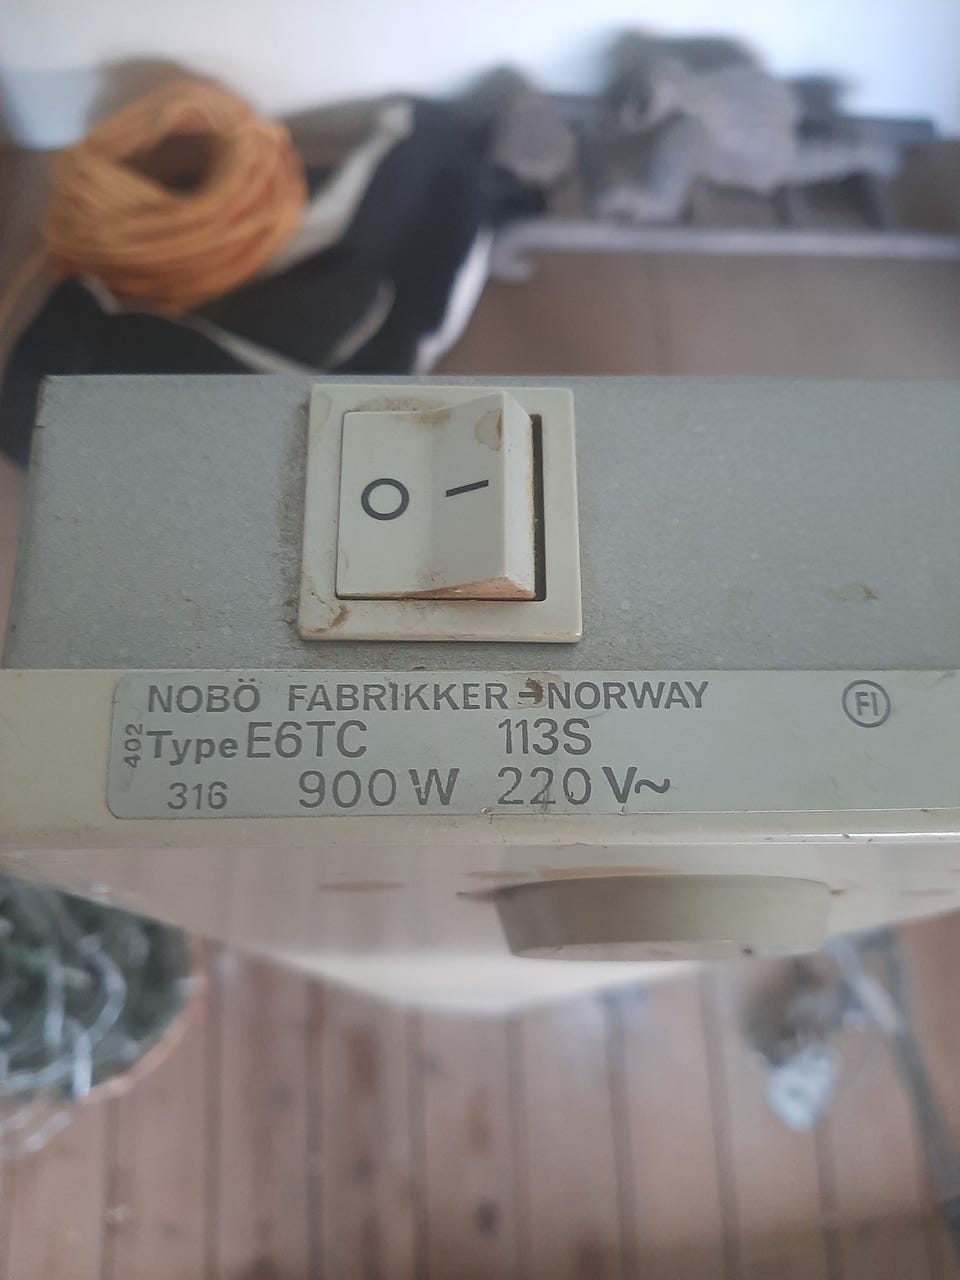 O I
NOBÖ FABRIKKER-NORWAY FI
402 Type E6TC 113S
316 900 W 220 V~